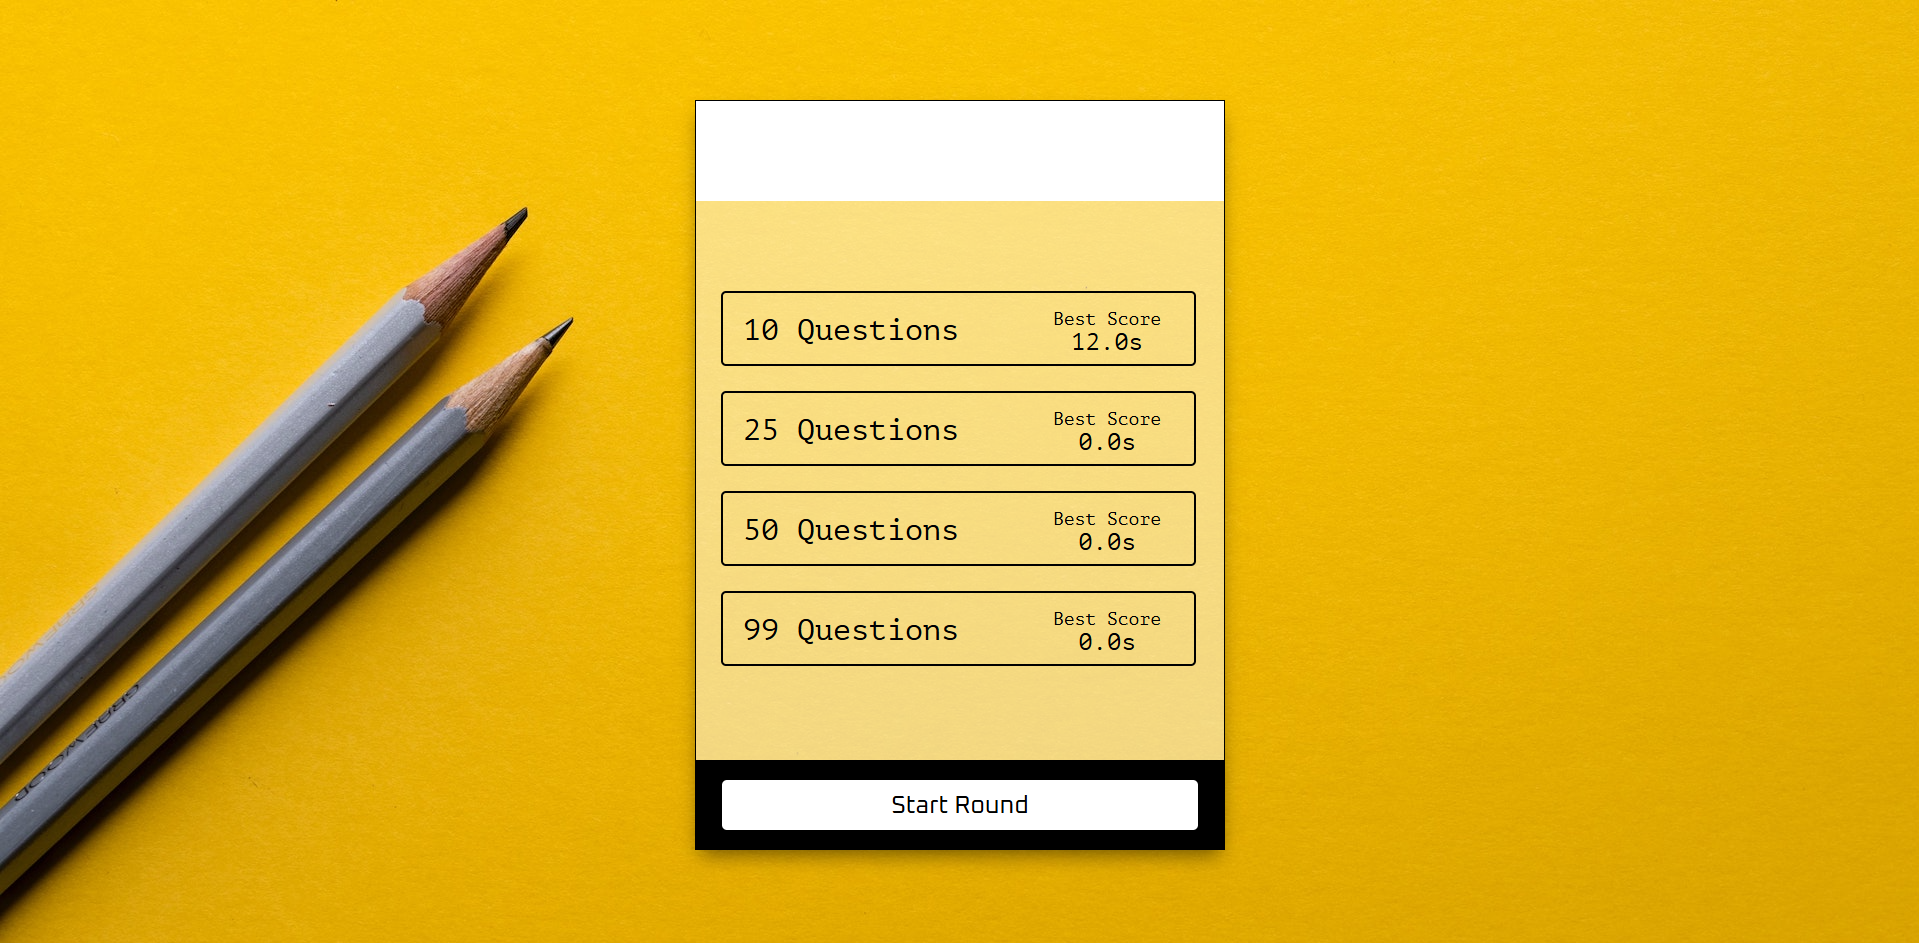 10 Questions
Best Score
12.0s
25 Questions
Best Score
0.0s
50 Questions
Best Score
0.0s
99 Questions
Best Score
0.0s
Start Round